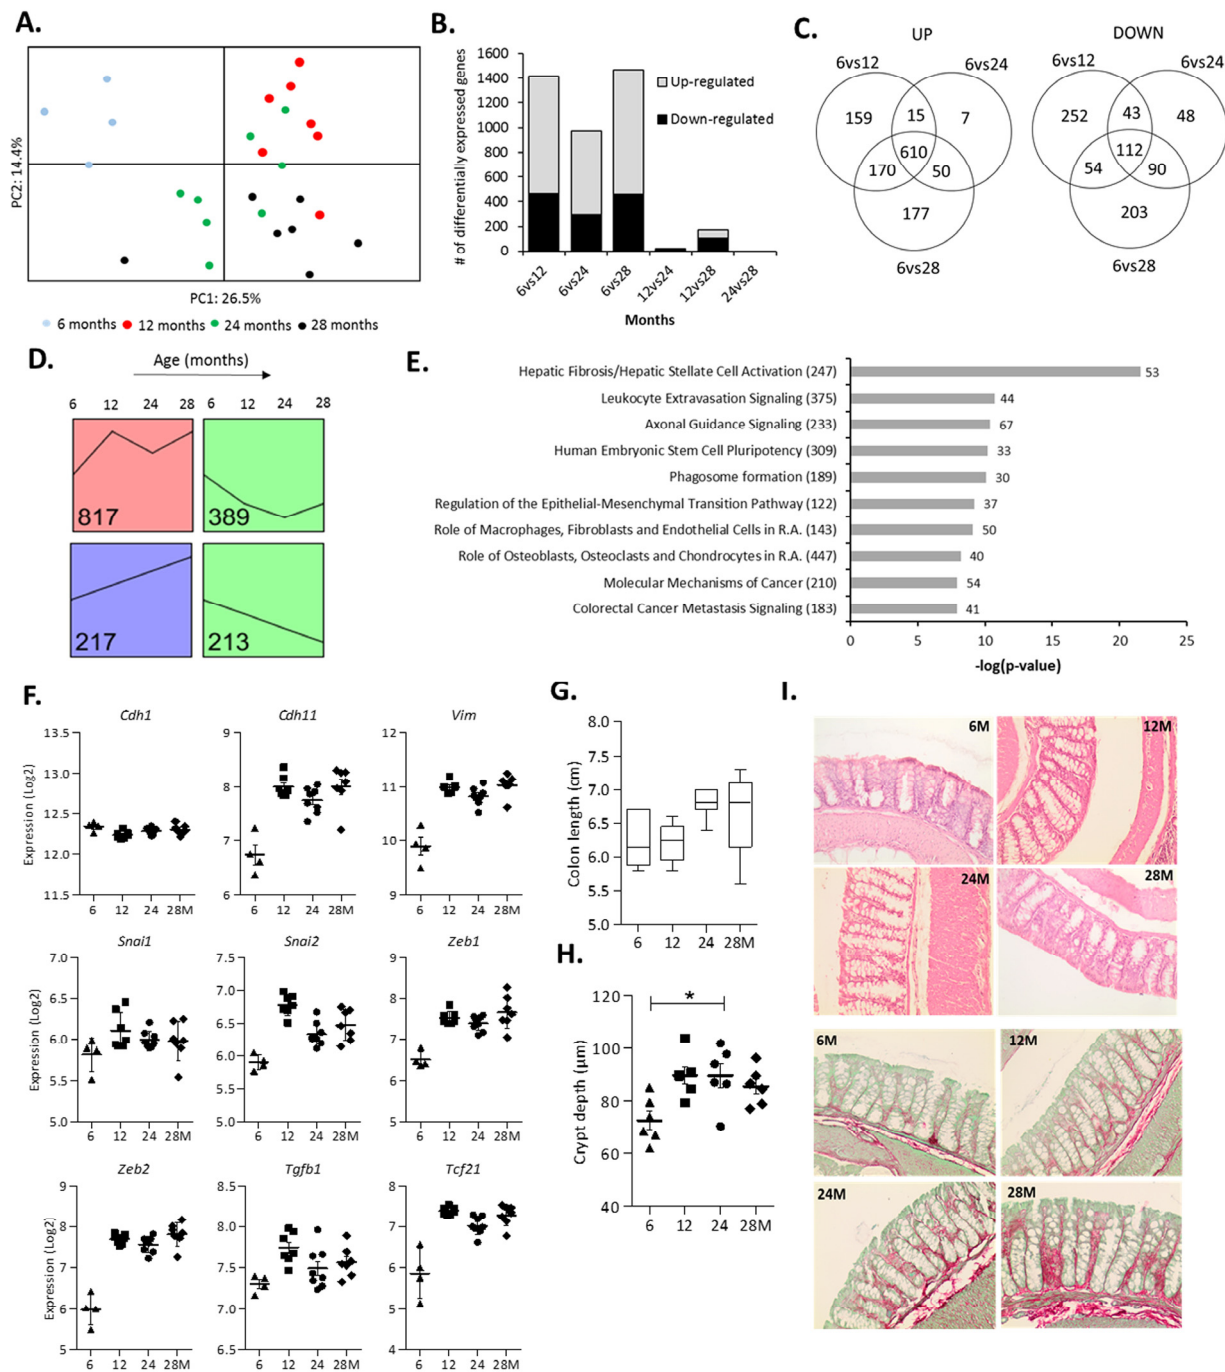 A.
PC2: 14.4%
PC1: 26.5%
6 months 12 months 24 months 28 months
B.
# of differentially expressed genes
1600
1400
1200
1000
800
600
400
200
0
Up-regulated
Down-regulated
6vs12 6vs24 6vs28 12vs24 12vs28 24vs28
Months
C.
UP
6vs12 6vs24
159 15 7
610
170 50
177
6vs28
DOWN
6vs12 6vs24
252 43 48
112
54 90
203
6vs28
D.
Age (months)
6 12 24 28 6 12 24 28
817 389
217 213
E.
Hepatic Fibrosis/Hepatic Stellate Cell Activation (247) 53
Leukocyte Extravasation Signaling (375) 44
Axonal Guidance Signaling (233) 67
Human Embryonic Stem Cell Pluripotency (309) 33
Phagosome formation (189) 30
Regulation of the Epithelial-Mesenchymal Transition Pathway (122) 37
Role of Macrophages, Fibroblasts and Endothelial Cells in R.A. (143) 50
Role of Osteoblasts, Osteoclasts and Chondrocytes in R.A. (447) 40
Molecular Mechanisms of Cancer (210) 54
Colorectal Cancer Metastasis Signaling (183) 41
0 5 10 15 20 25
-log(p-value)
F.
Cdh1
Expression (Log2)
13.5
13.0
12.5
12.0
11.5
6 12 24 28M
Cdh11
9
8
7
6
6 12 24 28M
Vim
12
11
10
9
6 12 24 28M
Snai1
Expression (Log2)
7.0
6.5
6.0
5.5
5.0
6 12 24 28M
Snai2
7.5
7.0
6.5
6.0
5.5
5.0
6 12 24 28M
Zeb1
9
8
7
6
5
6 12 24 28M
Zeb2
Expression (Log2)
9
8
7
6
5
6 12 24 28M
Tgfb1
8.5
8.0
7.5
7.0
6.5
6 12 24 28M
Tcf21
8
7
6
5
4
6 12 24 28M
G.
Colon length (cm)
8.0
7.5
7.0
6.5
6.0
5.5
5.0
6 12 24 28M
H.
Crypt depth (µm)
120
100
80
60
40
*
6 12 24 28M
I.
6M 12M
24M 28M
6M 12M
24M 28M